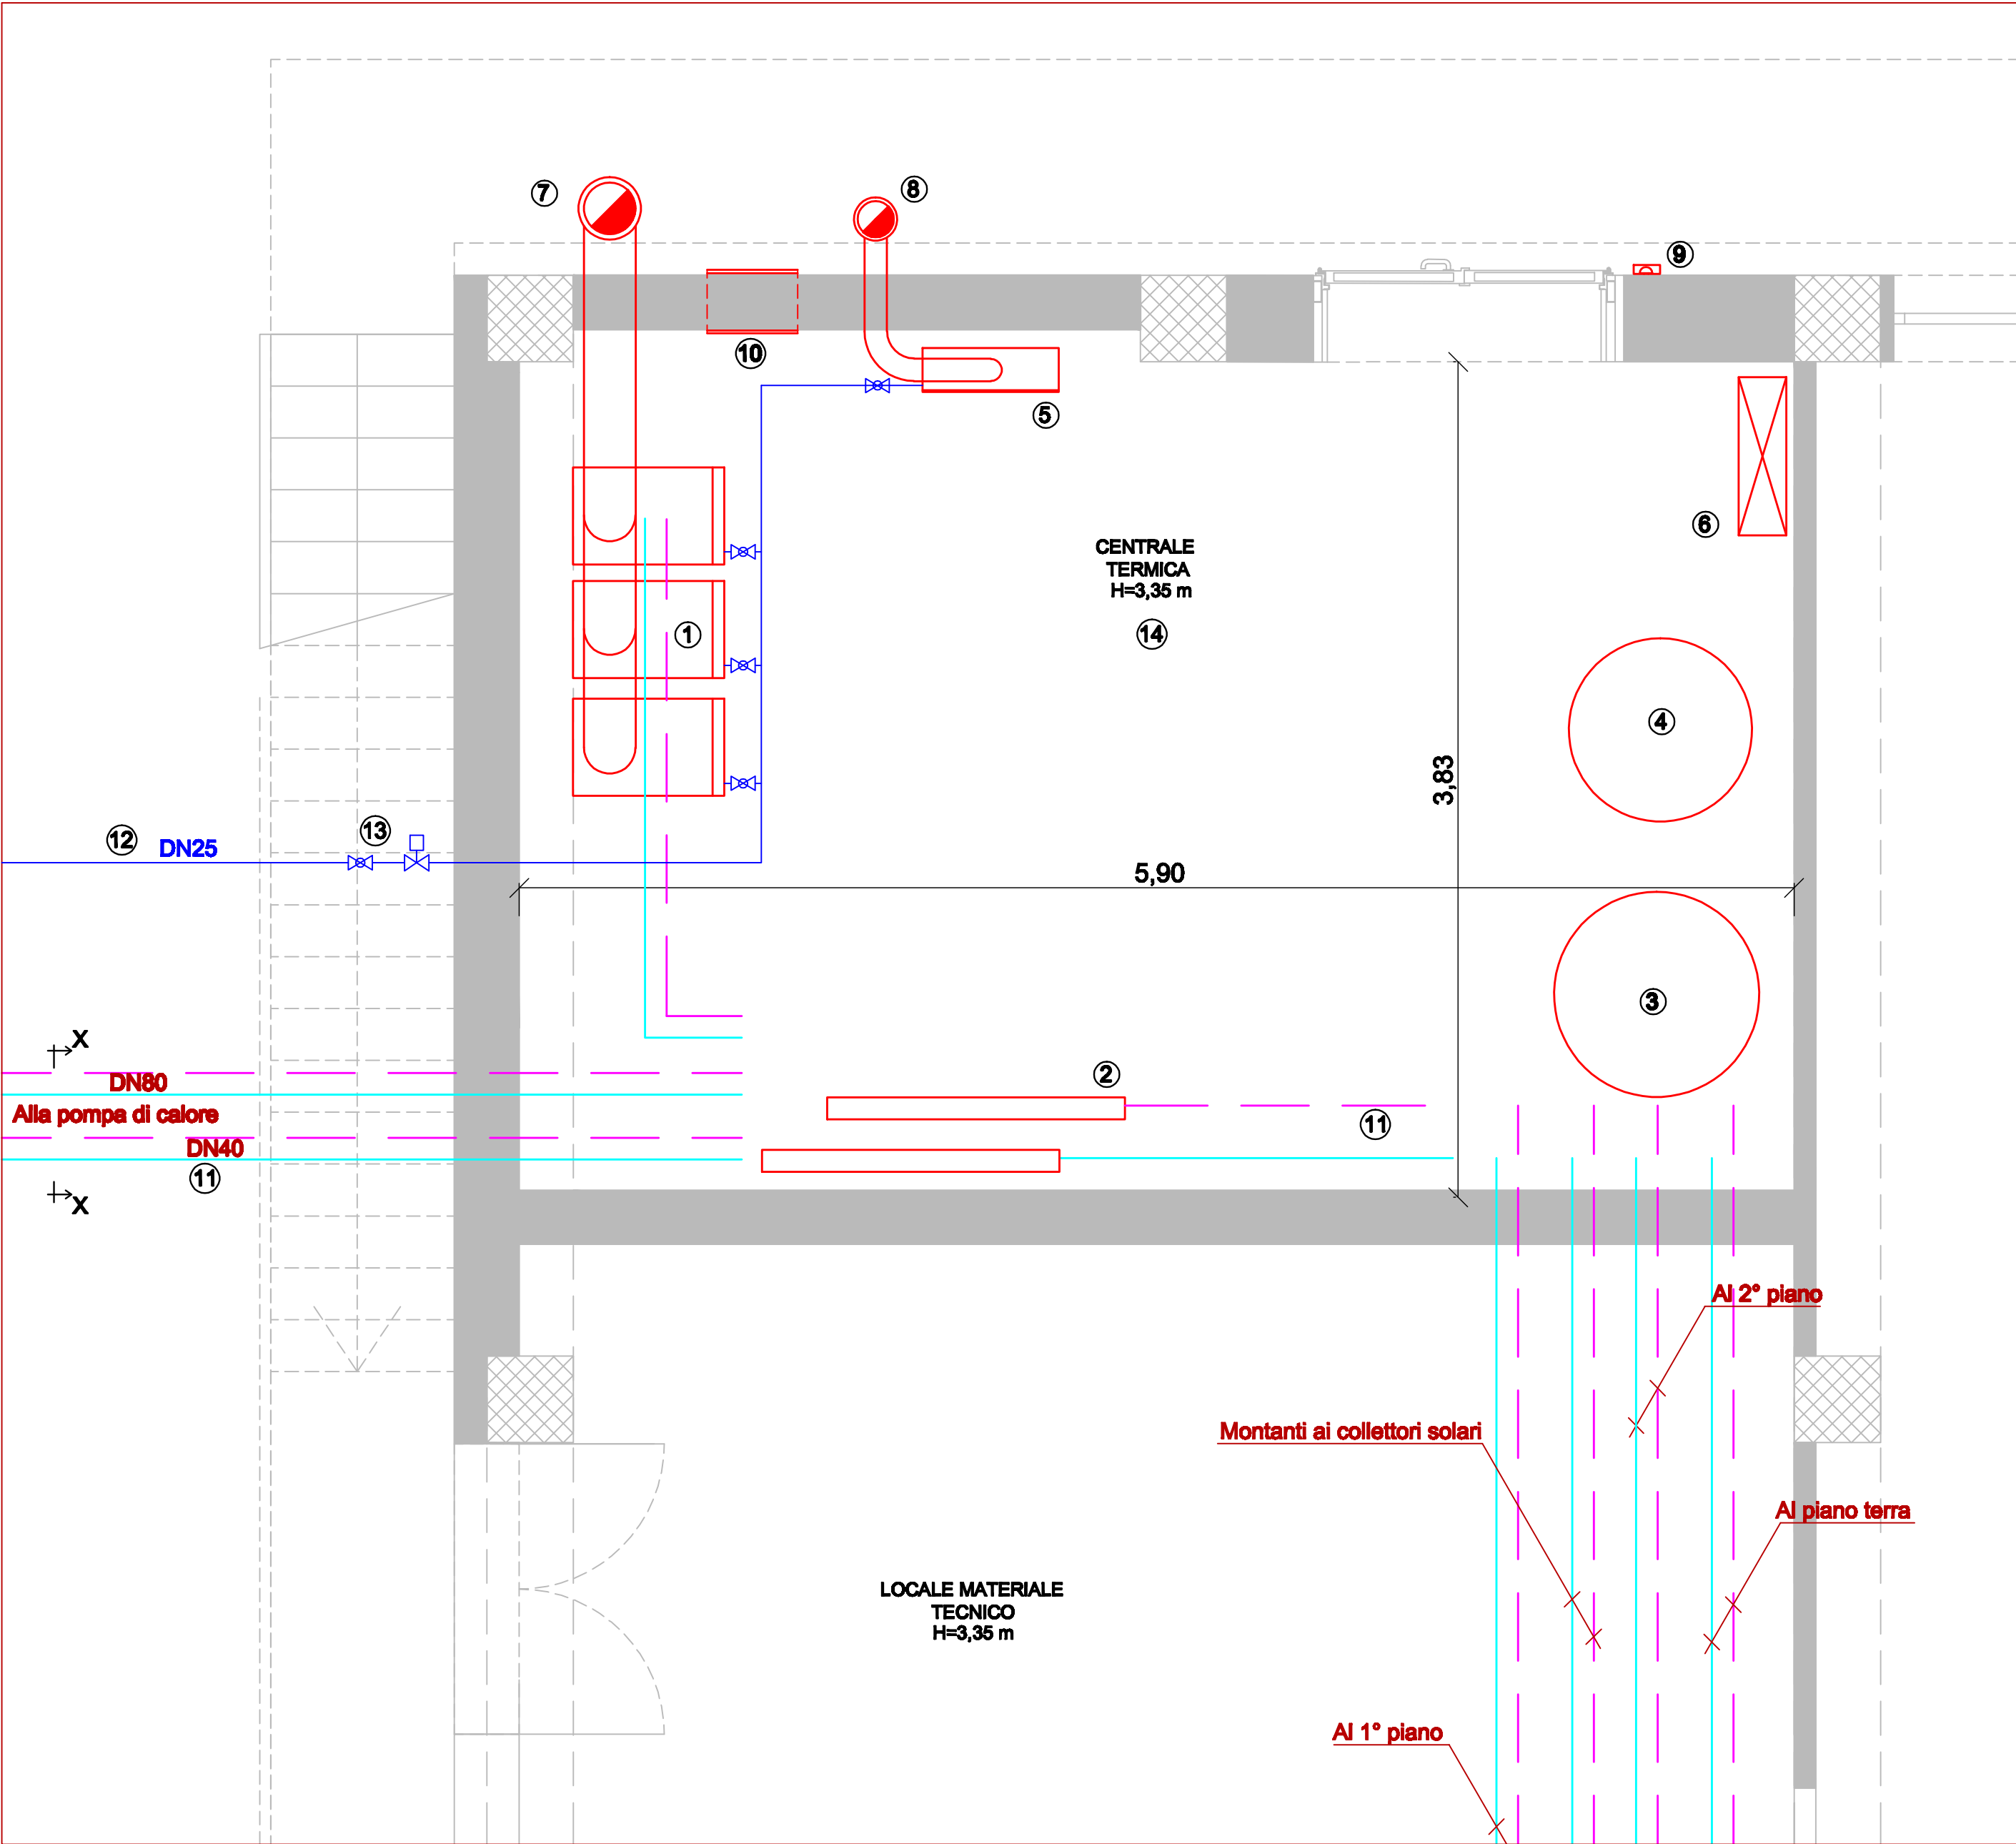 7
8
9
10
5
6
CENTRALE
TERMICA
H=3,35 m
14
1
4
3,83
12
DN25
13
5,90
3
X
DN80
2
Alla pompa di calore
11
DN40
11
X
Al 2° piano
Montanti ai collettori solari
Al piano terra
LOCALE MATERIALE
TECNICO
H=3,35 m
Al 1° piano